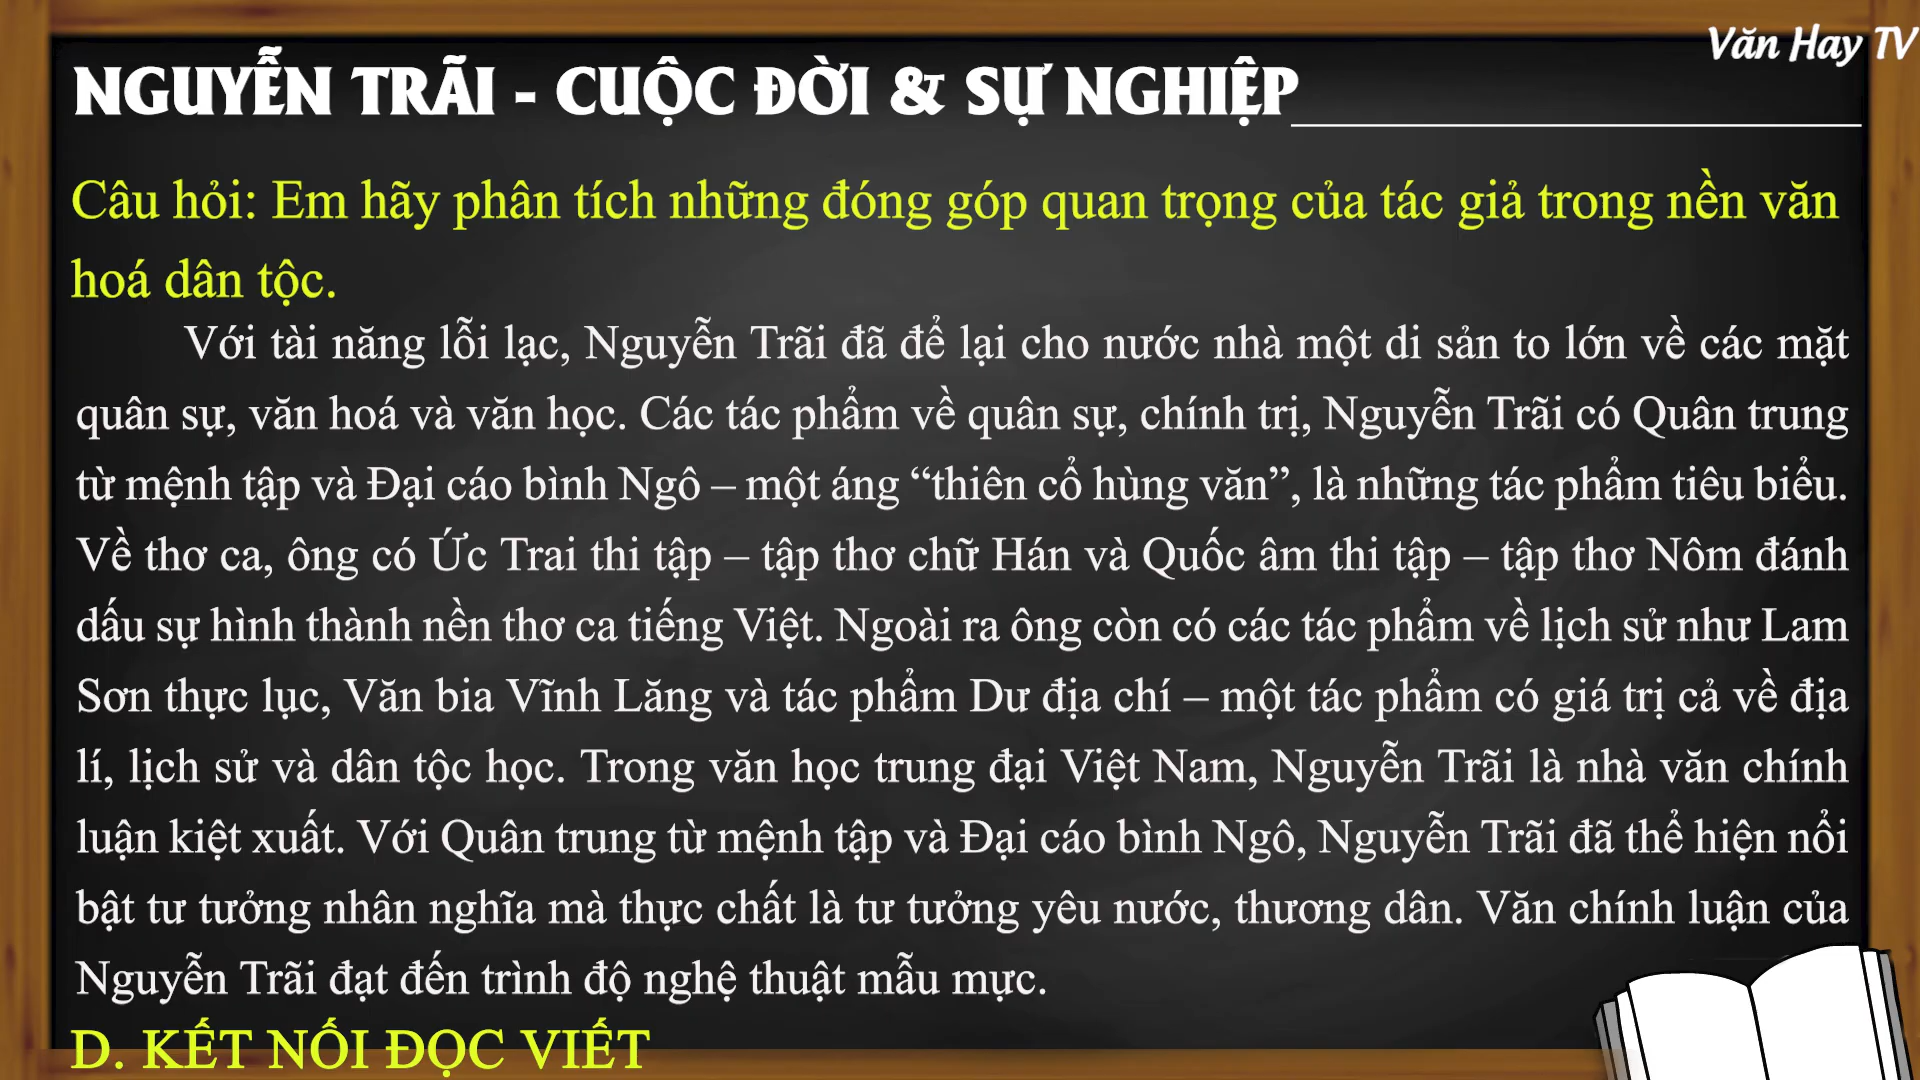 Văn Hay TV
NGUYỄN TRÃI - CUỘC ĐỜI & SỰ NGHIỆP
Câu hỏi: Em hãy phân tích những đóng góp quan trọng của tác giả trong nền văn
hoá dân tộc.
Với tài năng lỗi lạc, Nguyễn Trãi đã để lại cho nước nhà một di sản to lớn về các mặt
quân sự, văn hoá và văn học. Các tác phẩm về quân sự, chính trị, Nguyễn Trãi có Quân trung
từ mệnh tập và Đại cáo bình Ngô – một áng “thiên cổ hùng văn”, là những tác phẩm tiêu biểu.
Về thơ ca, ông có Ức Trai thi tập – tập thơ chữ Hán và Quốc âm thi tập – tập thơ Nôm đánh
dấu sự hình thành nền thơ ca tiếng Việt. Ngoài ra ông còn có các tác phẩm về lịch sử như Lam
Sơn thực lục, Văn bia Vĩnh Lăng và tác phẩm Dư địa chí – một tác phẩm có giá trị cả về địa
lí, lịch sử và dân tộc học. Trong văn học trung đại Việt Nam, Nguyễn Trãi là nhà văn chính
luận kiệt xuất. Với Quân trung từ mệnh tập và Đại cáo bình Ngô, Nguyễn Trãi đã thể hiện nổi
bật tư tưởng nhân nghĩa mà thực chất là tư tưởng yêu nước, thương dân. Văn chính luận của
Nguyễn Trãi đạt đến trình độ nghệ thuật mẫu mực.
D. KẾT NỐI ĐỌC VIẾT